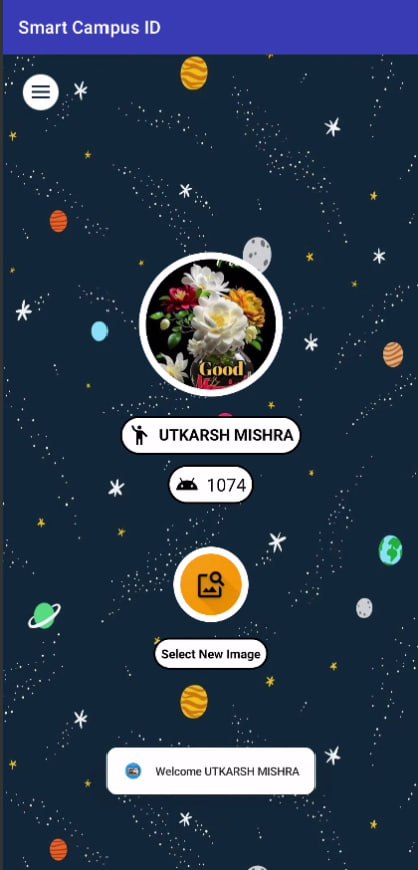 Smart Campus ID
Good
UTKARSH MISHRA
1074
Select New Image
Welcome UTKARSH MISHRA